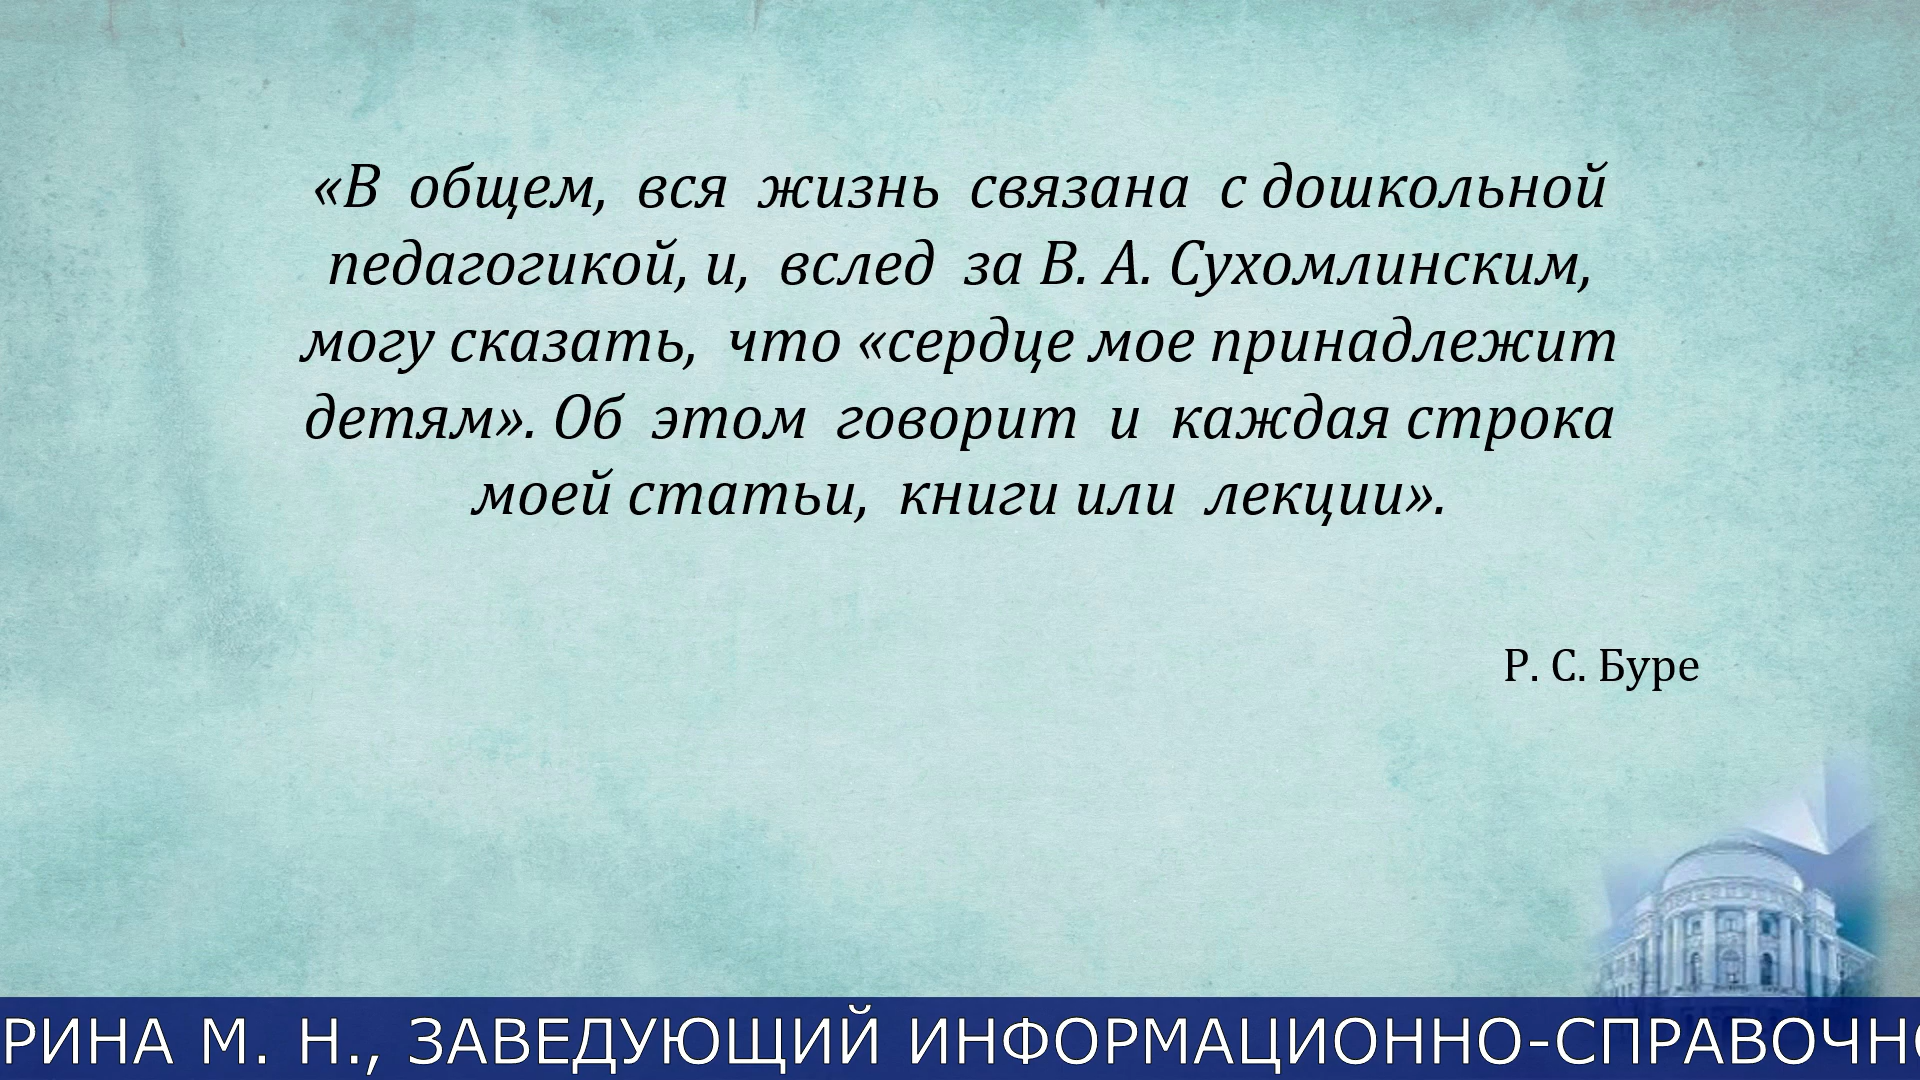 «В общем, вся жизнь связана с дошкольной
педагогикой, и, вслед за В. А. Сухомлинским,
могу сказать, что «сердце мое принадлежит
детям». Об этом говорит и каждая строка
моей статьи, книги или лекции».
Р. С. Буре
РИНА М. Н., ЗАВЕДУЮЩИЙ ИНФОРМАЦИОННО-СПРАВОЧНО